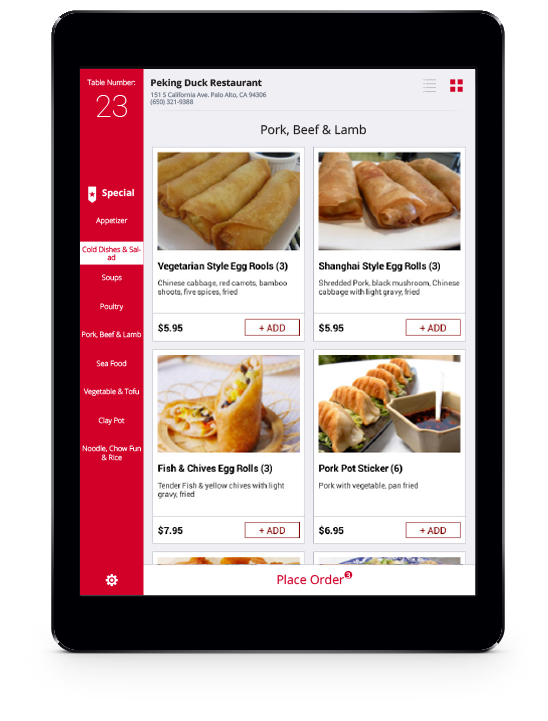 Table Number:
23
Special
Appetizer
Cold Dishes & Sal-
ad
Soups
Poultry
Pork, Beef & Lamb
Sea Food
Vegetable & Tofu
Clay Pot
Noodle, Chow Fun
& Rice
Peking Duck Restaurant
151 S California Ave. Palo Alto, CA 94306
(650) 321-9388
Pork, Beef & Lamb
Vegetarian Style Egg Rools (3)
Chinese cabbage, red carrots, bamboo
shoots, five spices, fried
$5.95
+ ADD
Shanghai Style Egg Rolls (3)
Shredded Pork, black mushroom, Chinese
cabbage with light gravy, fried
$5.95
+ ADD
Fish & Chives Egg Rolls (3)
Tender Fish & yellow chives with light
gravy, fried
$7.95
+ ADD
Pork Pot Sticker (6)
Pork with vegetable, pan fried
$6.95
+ ADD
Place Order 3